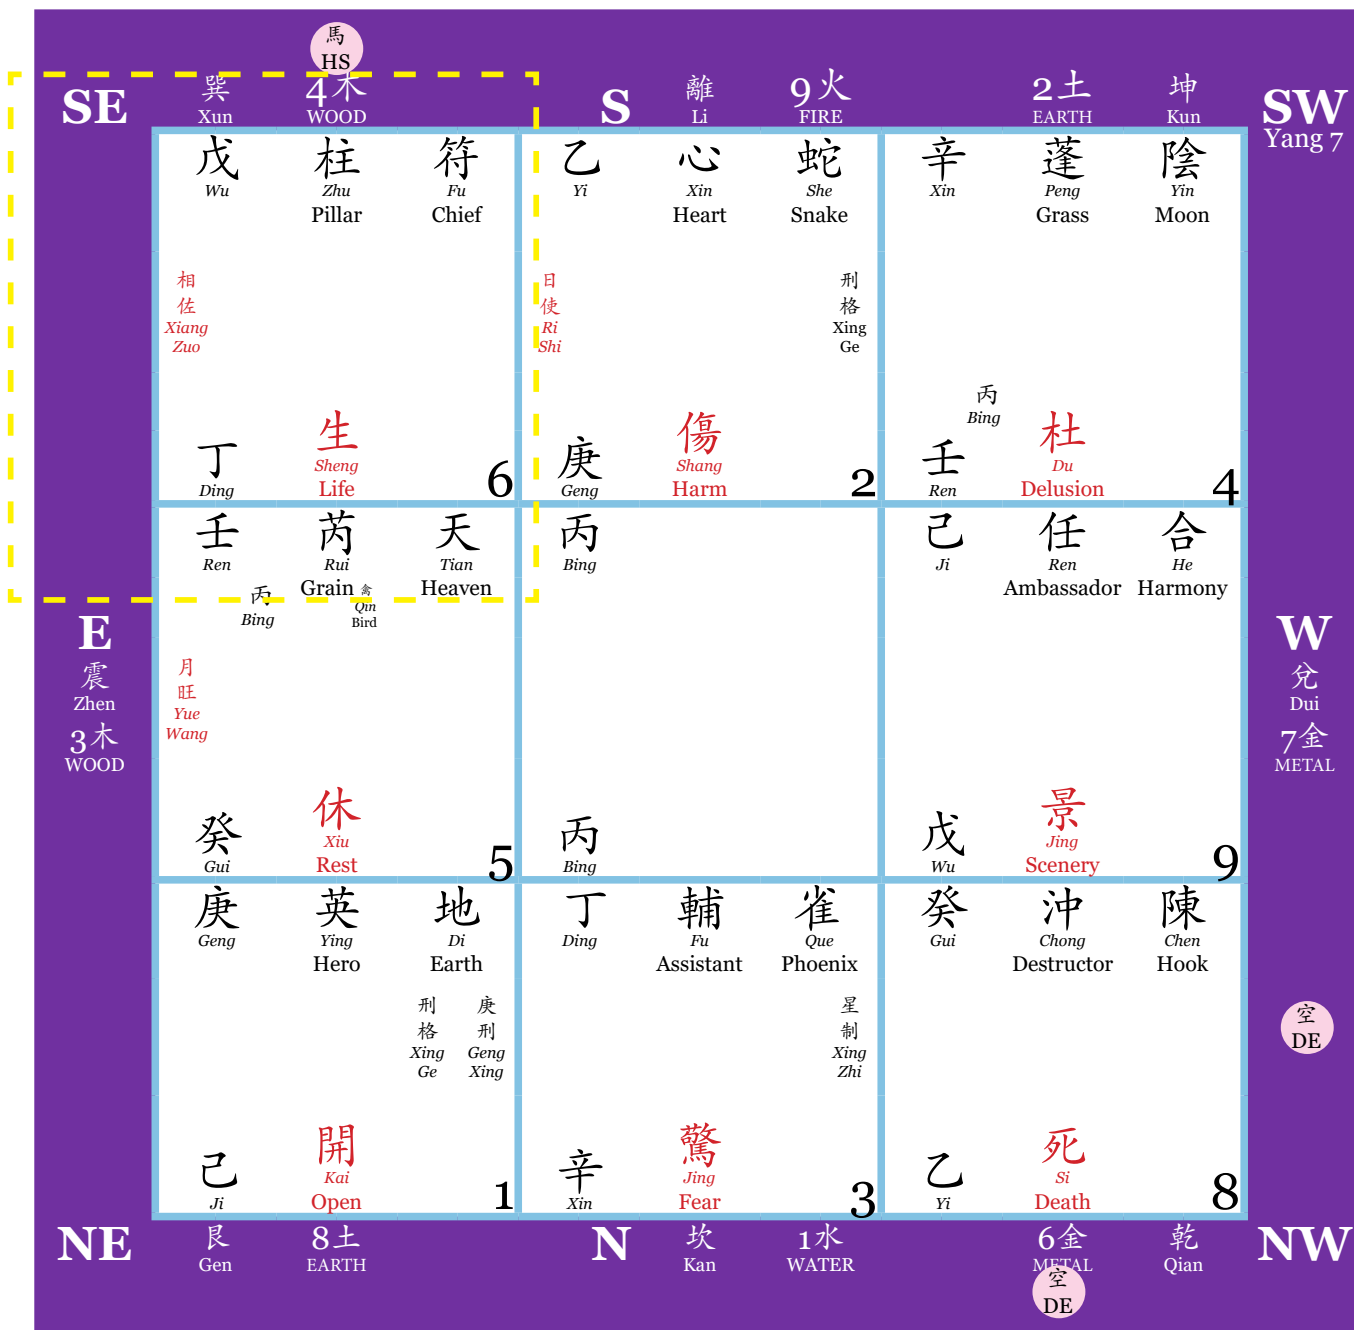 馬
HS
SE
巽
Xun
4木
WOOD
S
離
Li
9火
FIRE
2土
EARTH
坤
Kun
SW
Yang 7
戊
Wu
柱
Zhu
Pillar
符
Fu
Chief
相
佐
Xiang
Zuo
丁
Ding
生
Sheng
Life
6
乙
Yi
心
Xin
Heart
蛇
She
Snake
日
使
Ri
Shi
刑
格
Xing
Ge
庚
Geng
傷
Shang
Harm
2
辛
Xin
蓬
Peng
Grass
陰
Yin
Moon
丙
Bing
壬
Ren
杜
Du
Delusion
4
E
震
Zhen
3木
WOOD
壬
Ren
丙
Bing
芮
Rui
Grain
禽
Qin
Bird
天
Tian
Heaven
月
旺
Yue
Wang
癸
Gui
休
Xiu
Rest
5
丙
Bing
丙
Bing
己
Ji
任
Ren
Ambassador
合
He
Harmony
戊
Wu
景
Jing
Scenery
9
W
兌
Dui
7金
METAL
庚
Geng
英
Ying
Hero
地
Di
Earth
刑
格
Xing
Ge
庚
刑
Geng
Xing
己
Ji
開
Kai
Open
1
丁
Ding
輔
Fu
Assistant
雀
Que
Phoenix
星
制
Xing
Zhi
辛
Xin
驚
Jing
Fear
3
癸
Gui
沖
Chong
Destructor
陳
Chen
Hook
乙
Yi
死
Si
Death
8
空
DE
NE
艮
Gen
8土
EARTH
N
坎
Kan
1水
WATER
6金
METAL
乾
Qian
NW
空
DE